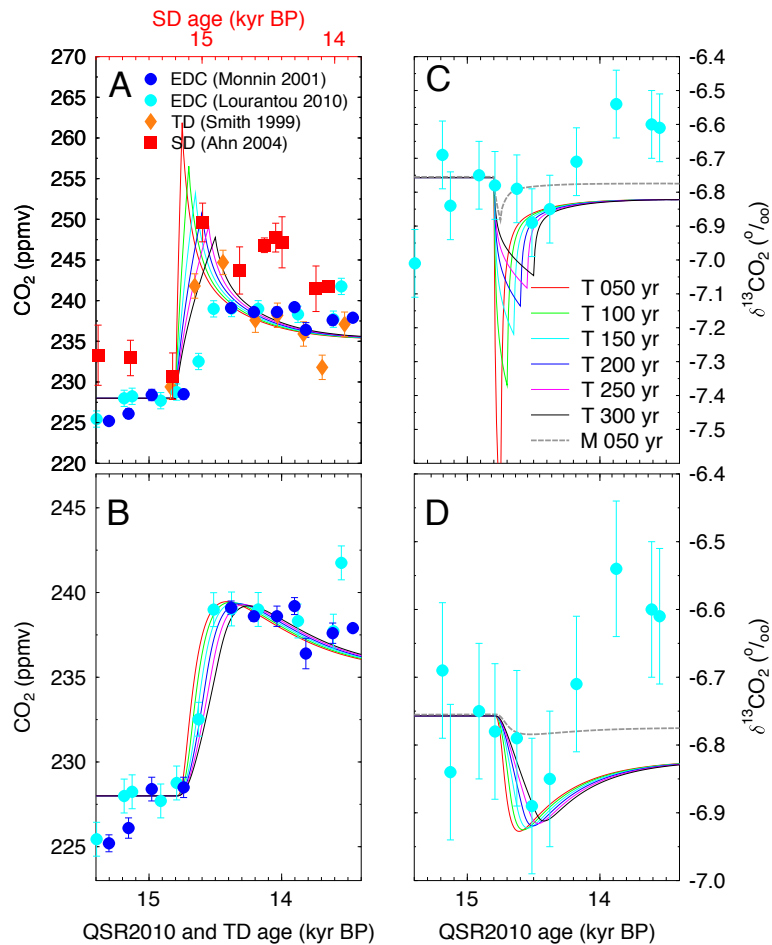 SD age (kyr BP)
15 14
270
265
260
255
250
245
240
235
230
225
220
CO2 (ppmv)
A
EDC (Monnin 2001)
EDC (Lourantou 2010)
TD (Smith 1999)
SD (Ahn 2004)
C
-6.4
-6.5
-6.6
-6.7
-6.8
-6.9
-7.0
-7.1
-7.2
-7.3
-7.4
-7.5
δ13CO2 (o/oo)
T 050 yr
T 100 yr
T 150 yr
T 200 yr
T 250 yr
T 300 yr
M 050 yr
B
245
240
235
230
225
CO2 (ppmv)
15 14
QSR2010 and TD age (kyr BP)
D
-6.4
-6.5
-6.6
-6.7
-6.8
-6.9
-7.0
δ13CO2 (o/oo)
15 14
QSR2010 age (kyr BP)